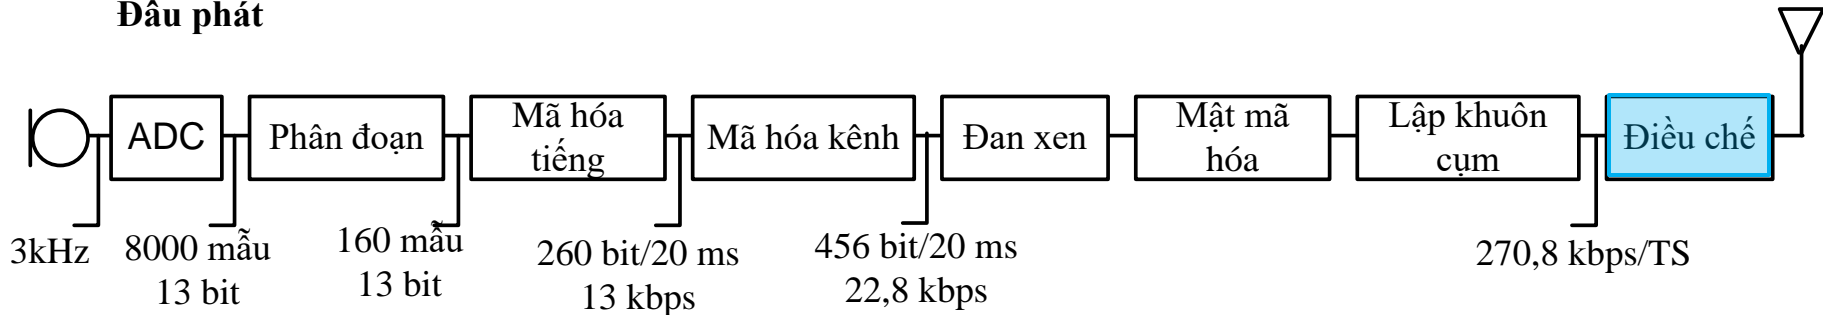 Đầu phát
ADC
Phân đoạn
Mã hóa
tiếng
Mã hóa kênh
Đan xen
Mật mã
hóa
Lập khuôn
cụm
Điều chế
3kHz
8000 mẫu
13 bit
160 mẫu
13 bit
260 bit/20 ms
13 kbps
456 bit/20 ms
22,8 kbps
270,8 kbps/TS